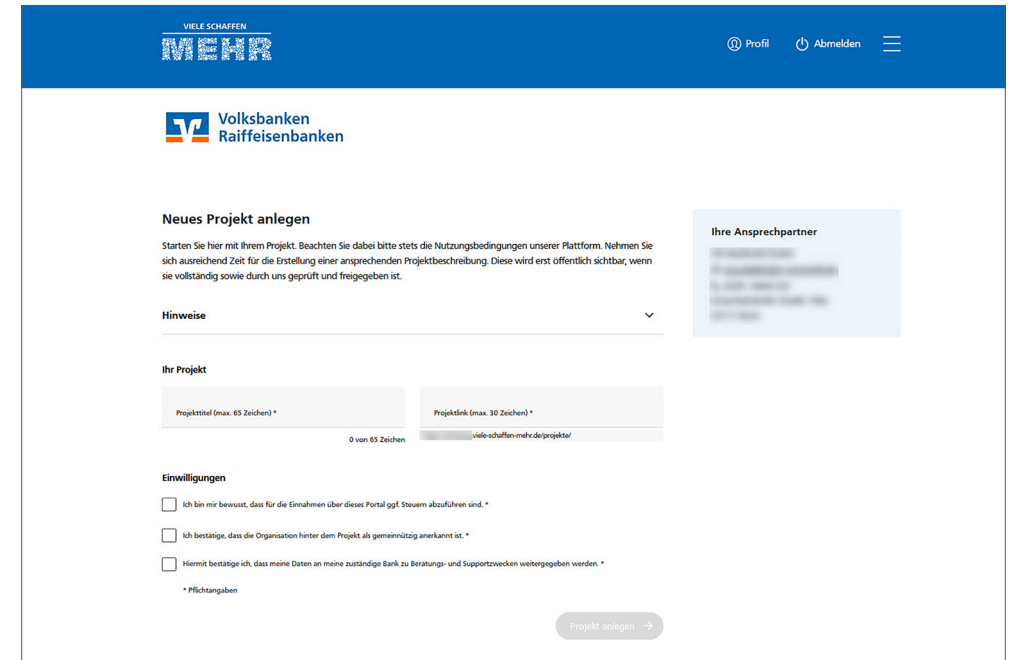 VIELE SCHAFFEN
MEHR
Profil
Abmelden
Volksbanken
Raiffeisenbanken
Neues Projekt anlegen
Starten Sie hier mit Ihrem Projekt. Beachten Sie dabei bitte stets die Nutzungsbedingungen unserer Plattform. Nehmen Sie
sich ausreichend Zeit für die Erstellung einer ansprechenden Projektbeschreibung. Diese wird erst öffentlich sichtbar, wenn
sie vollständig sowie durch uns geprüft und freigegeben ist.
Hinweise
Ihre Ansprechpartner
Ihr Projekt
Projekttitel (max. 65 Zeichen) *
0 von 65 Zeichen
Projektlink (max. 30 Zeichen) *
.viele-schaffen-mehr.de/projekte/
Einwilligungen
Ich bin mir bewusst, dass für die Einnahmen über dieses Portal ggf. Steuern abzuführen sind. *
Ich bestätige, dass die Organisation hinter dem Projekt als gemeinnützig anerkannt ist. *
Hiermit bestätige ich, dass meine Daten an meine zuständige Bank zu Beratungs- und Supportzwecken weitergegeben werden. *
* Pflichtangaben
Projekt anlegen